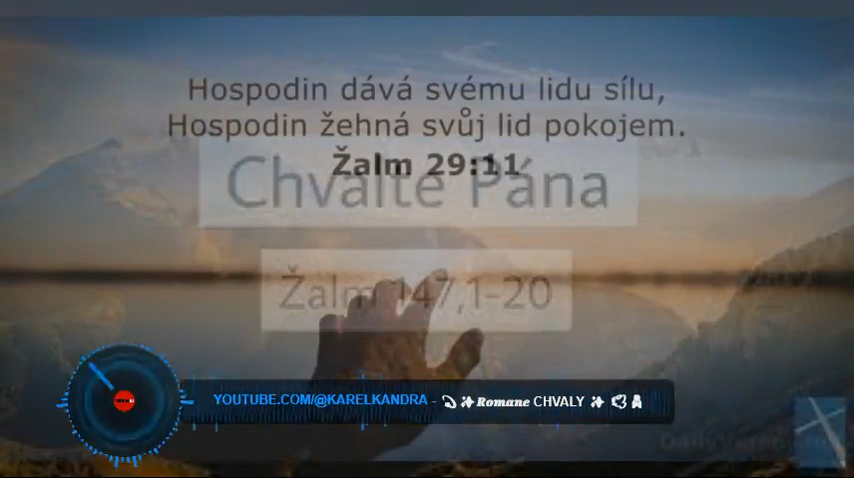 Hospodin dává svému lidu sílu,
Hospodin žehná svůj lid pokojem.
Žalm 29:11
Chvalte Pána
Žalm 147,1-20
YOUTUBE.COM/@KARELKANDRA - Romane CHVALY